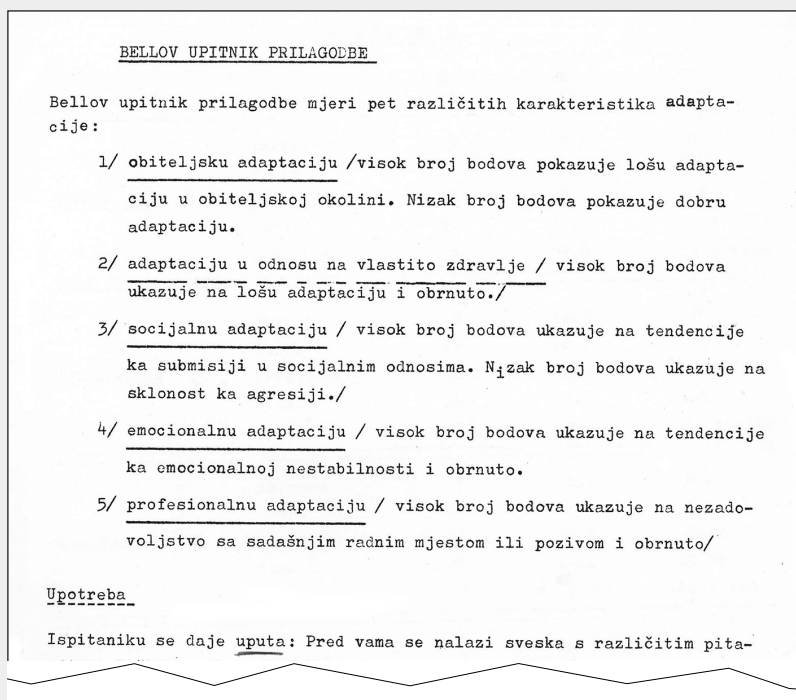 BELLOV UPITNIK PRILAGODBE
Bellov upitnik prilagodbe mjeri pet različitih karakteristika adapta-
cije:
1/ obiteljsku adaptaciju /visok broj bodova pokazuje lošu adapta-
ciju u obiteljskoj okolini. Nizak broj bodova pokazuje dobru
adaptaciju.
2/ adaptaciju u odnosu na vlastito zdravlje / visok broj bodova
ukazuje na lošu adaptaciju i obrnuto./
3/ socijalnu adaptaciju / visok broj bodova ukazuje na tendencije
ka submisiji u socijalnim odnosima. Nizak broj bodova ukazuje na
sklonost ka agresiji./
4/ emocionalnu adaptaciju / visok broj bodova ukazuje na tendencije
ka emocionalnoj nestabilnosti i obrnuto.
5/ profesionalnu adaptaciju / visok broj bodova ukazuje na nezado-
voljstvo sa sadašnjim radnim mjestom ili pozivom i obrnuto/
Upotreba
Ispitaniku se daje uputa: Pred vama se nalazi sveska s različitim pita-